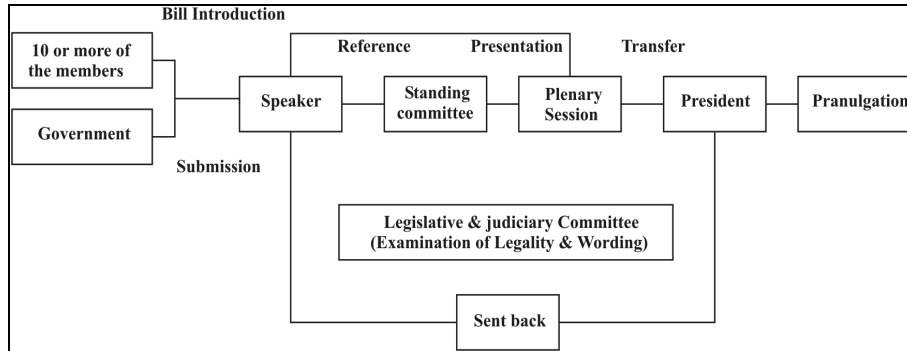 Bill Introduction
10 or more of
the members
Reference
Presentation
Transfer
Speaker
Standing
committee
Plenary
Session
President
Pranulgation
Government
Submission
Legislative & judiciary Committee
(Examination of Legality & Wording)
Sent back